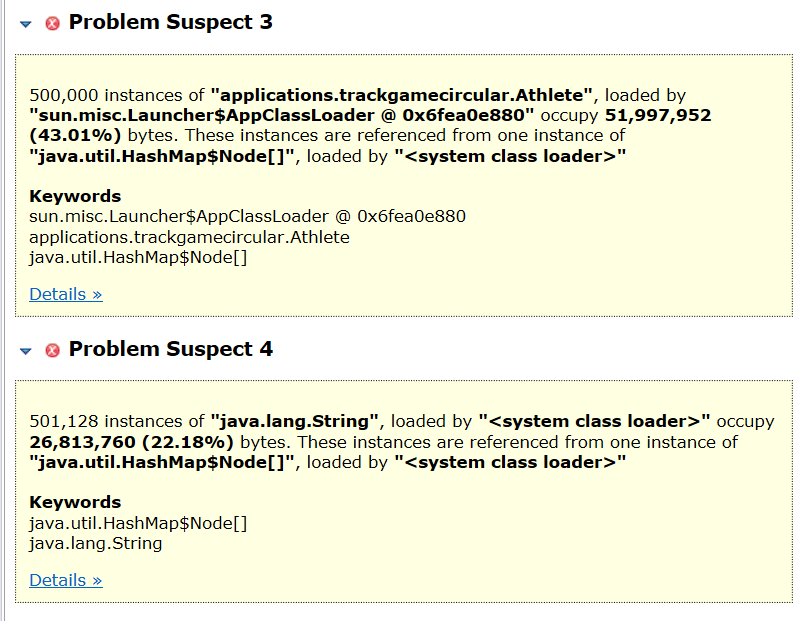 Problem Suspect 3
500,000 instances of "applications.trackgamecircular.Athlete", loaded by
"sun.misc.Launcher$AppClassLoader @ 0x6fea0e880" occupy 51,997,952
(43.01%) bytes. These instances are referenced from one instance of
"java.util.HashMap$Node[]", loaded by "<system class loader>"
Keywords
sun.misc.Launcher$AppClassLoader @ 0x6fea0e880
applications.trackgamecircular.Athlete
java.util.HashMap$Node[]
Details »
Problem Suspect 4
501,128 instances of "java.lang.String", loaded by "<system class loader>" occupy
26,813,760 (22.18%) bytes. These instances are referenced from one instance of
"java.util.HashMap$Node[]", loaded by "<system class loader>"
Keywords
java.util.HashMap$Node[]
java.lang.String
Details »